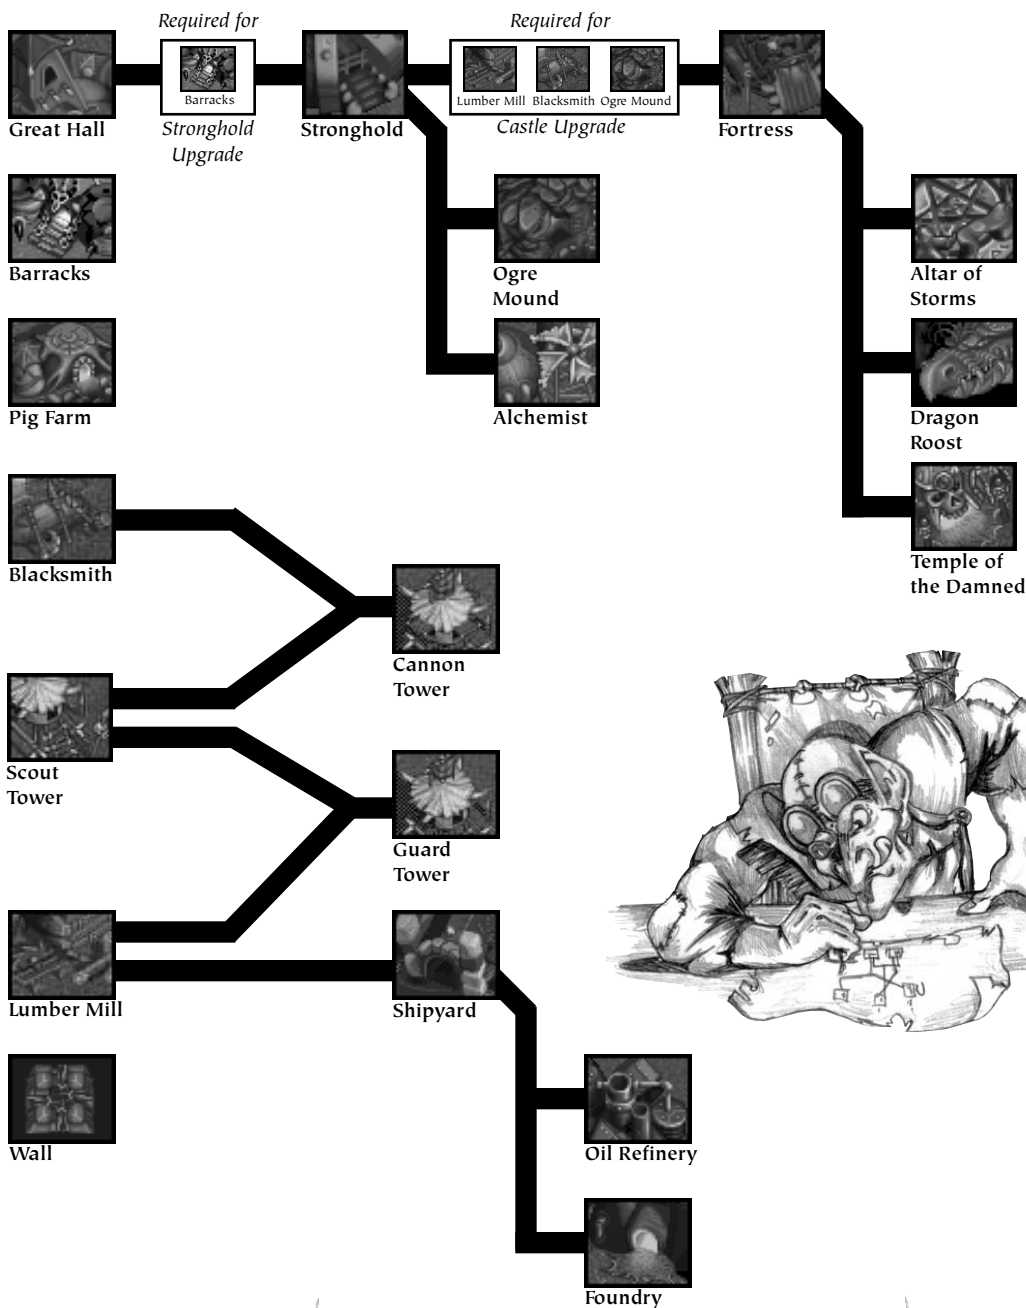 Required for
Required for
Barracks
Lumber Mill Blacksmith Ogre Mound
Great Hall
Stronghold
Upgrade
Stronghold
Castle Upgrade
Fortress
Barracks
Ogre
Mound
Altar of
Storms
Pig Farm
Alchemist
Dragon
Roost
Blacksmith
Temple of
the Damned
Cannon
Tower
Scout
Tower
Guard
Tower
Lumber Mill
Shipyard
Wall
Oil Refinery
Foundry